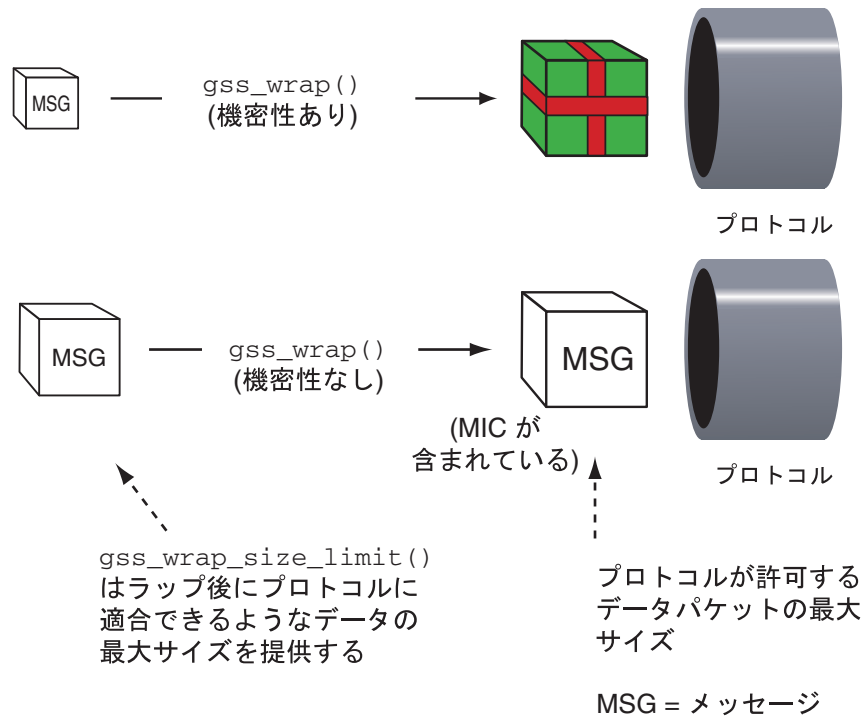 MSG
gss_wrap()
(機密性あり)
プロトコル
MSG
gss_wrap()
(機密性なし)
MSG
(MIC が
含まれている)
プロトコル
gss_wrap_size_limit()
はラップ後にプロトコルに
適合できるようなデータの
最大サイズを提供する
プロトコルが許可する
データパケットの最大
サイズ
MSG = メッセージ